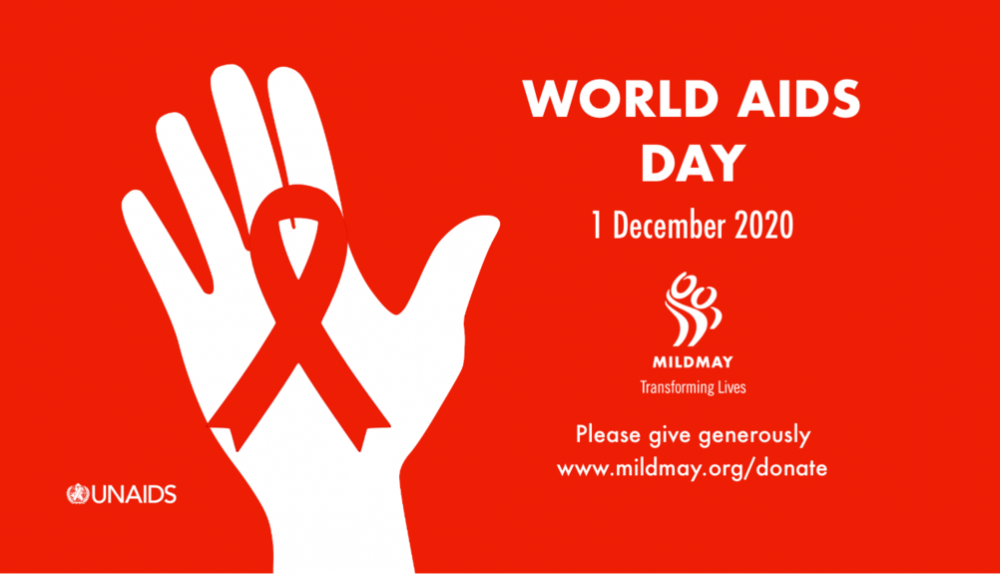 WORLD AIDS
DAY
1 December 2020
MILDMAY
Transforming Lives
Please give generously
www.mildmay.org/donate
UNAIDS